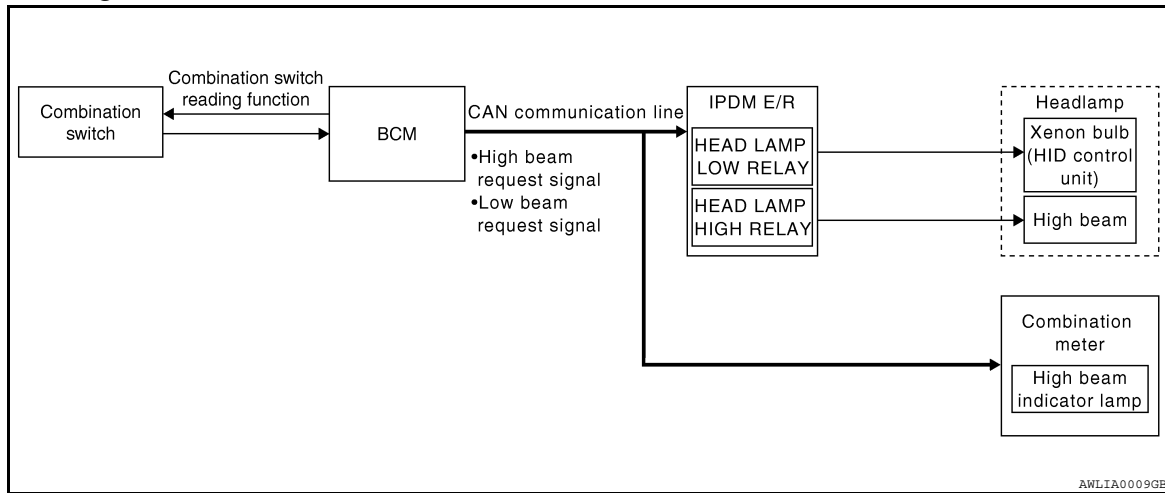 Combination switch
reading function
Combination
switch
BCM
CAN communication line
•High beam
request signal
•Low beam
request signal
IPDM E/R
HEAD LAMP
LOW RELAY
HEAD LAMP
HIGH RELAY
Headlamp
Xenon bulb
(HID control
unit)
High beam
Combination
meter
High beam
indicator lamp
AWLIA0009GB